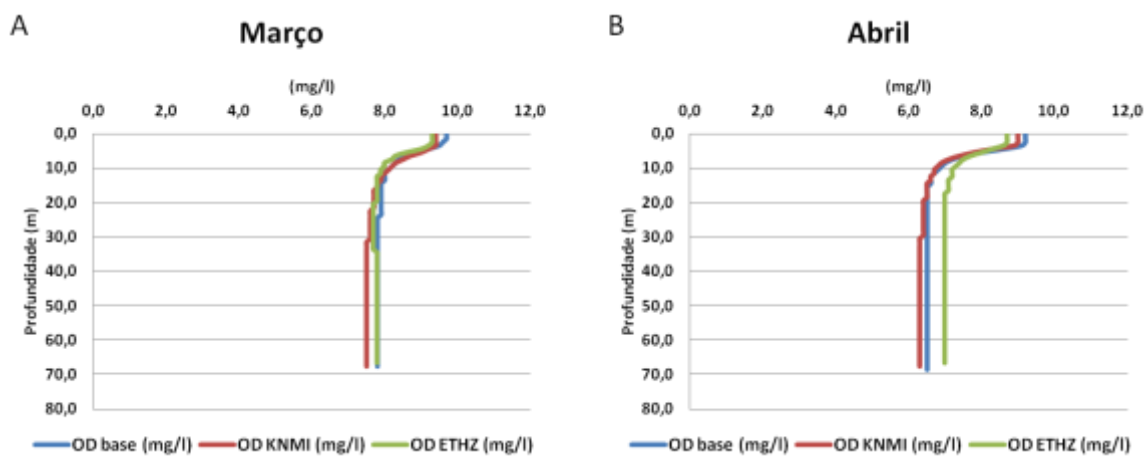 A
Março
(mg/l)
0,0 2,0 4,0 6,0 8,0 10,0 12,0
0,0
10,0
20,0
30,0
40,0
50,0
60,0
70,0
80,0
Profundidade (m)
OD base (mg/l) OD KNMI (mg/l) OD ETHZ (mg/l)
B
Abril
(mg/l)
0,0 2,0 4,0 6,0 8,0 10,0 12,0
0,0
10,0
20,0
30,0
40,0
50,0
60,0
70,0
80,0
Profundidade (m)
OD base (mg/l) OD KNMI (mg/l) OD ETHZ (mg/l)